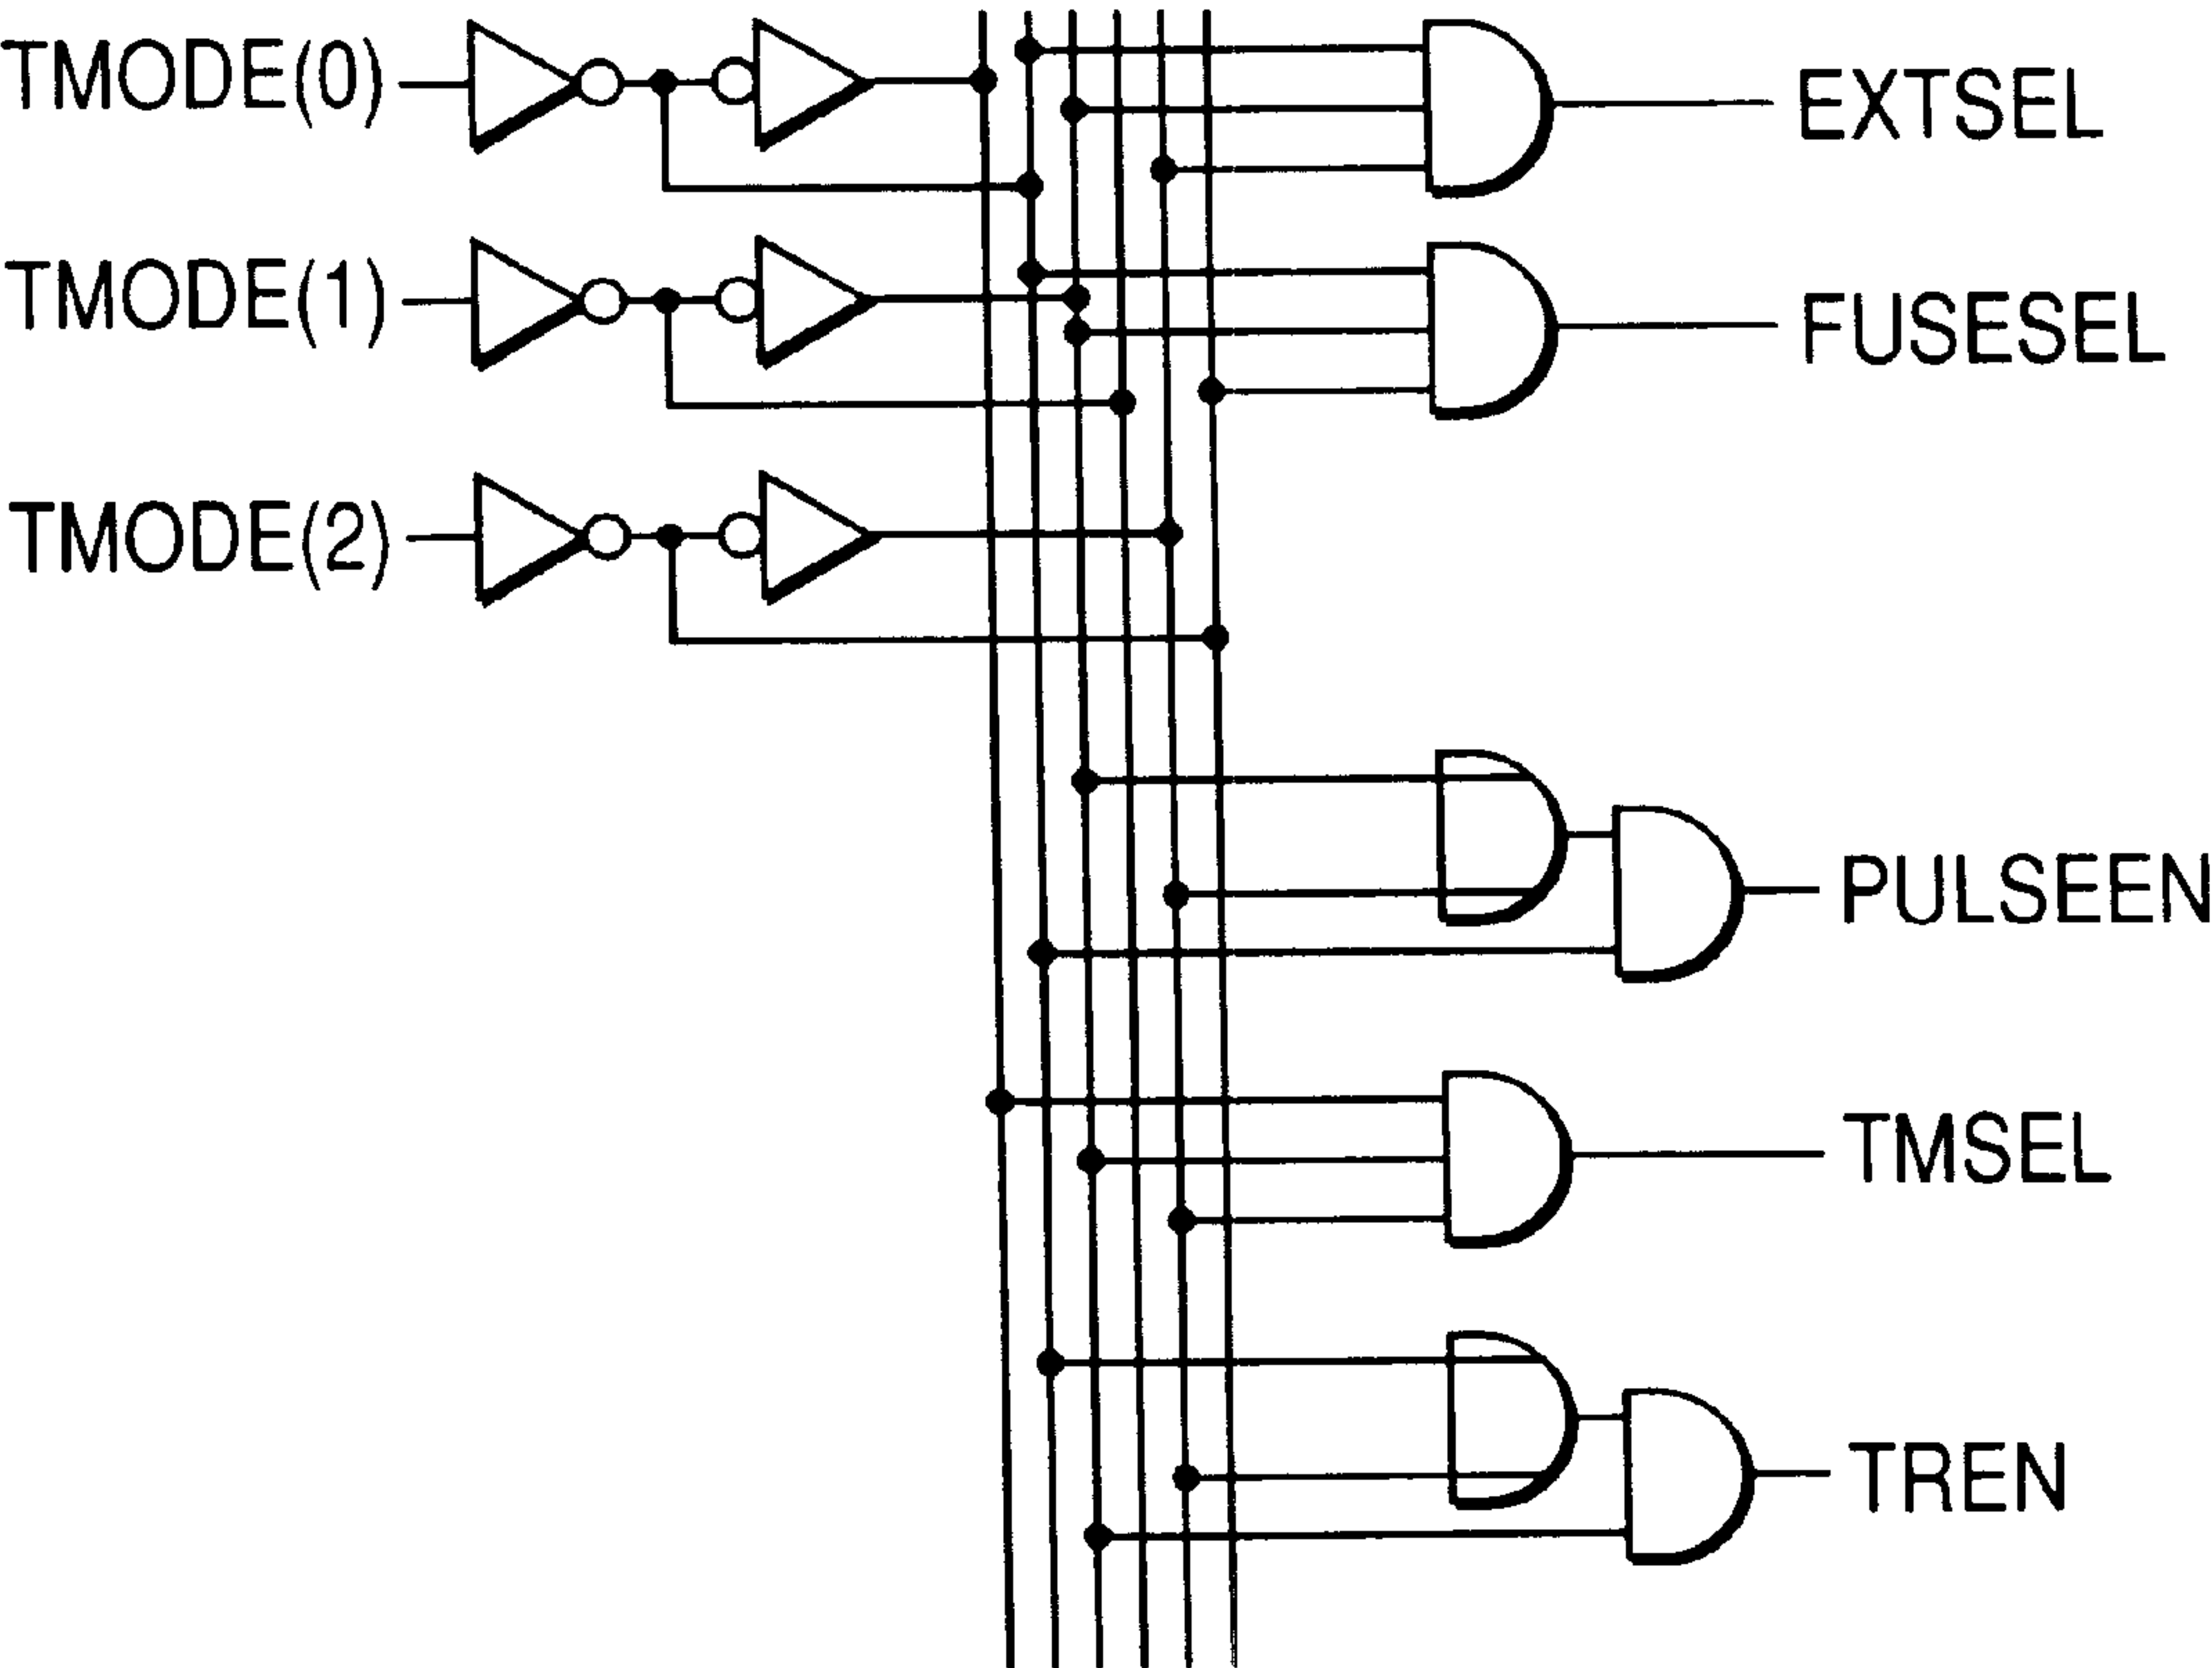 TMODE(0)
EXTSEL
TMODE(1)
FUSESEL
TMODE(2)
PULSEEN
TMSEL
TREN